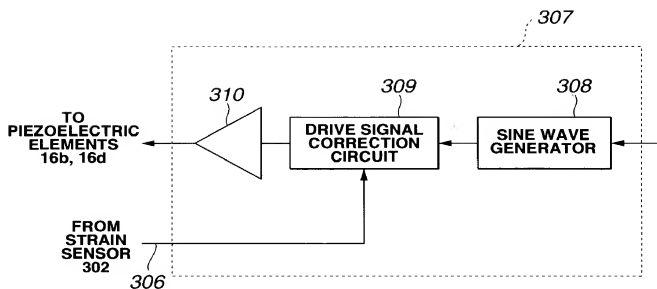 307
310
309
308
TO
PIEZOELECTRIC
ELEMENTS
16b, 16d
DRIVE SIGNAL
CORRECTION
CIRCUIT
SINE WAVE
GENERATOR
FROM
STRAIN
SENSOR
302
306